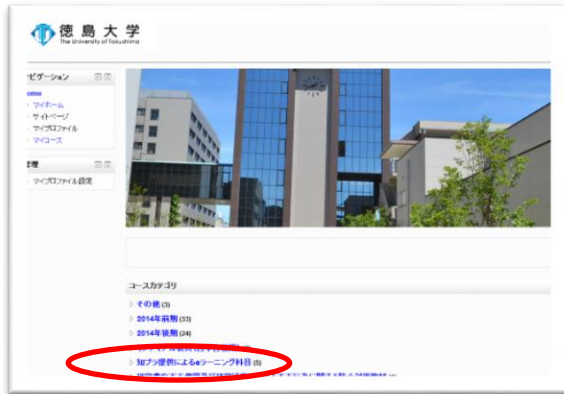 徳島大学
The University of Tokushima
ナビゲーション
Home
マイホーム
サイトページ
マイプロファイル
マイコース
管理
マイプロファイル設定
コースカテゴリ
その他 (3)
2014年前期 (33)
2014年後期 (24)
知プラ提供によるeラーニング科目 (5)